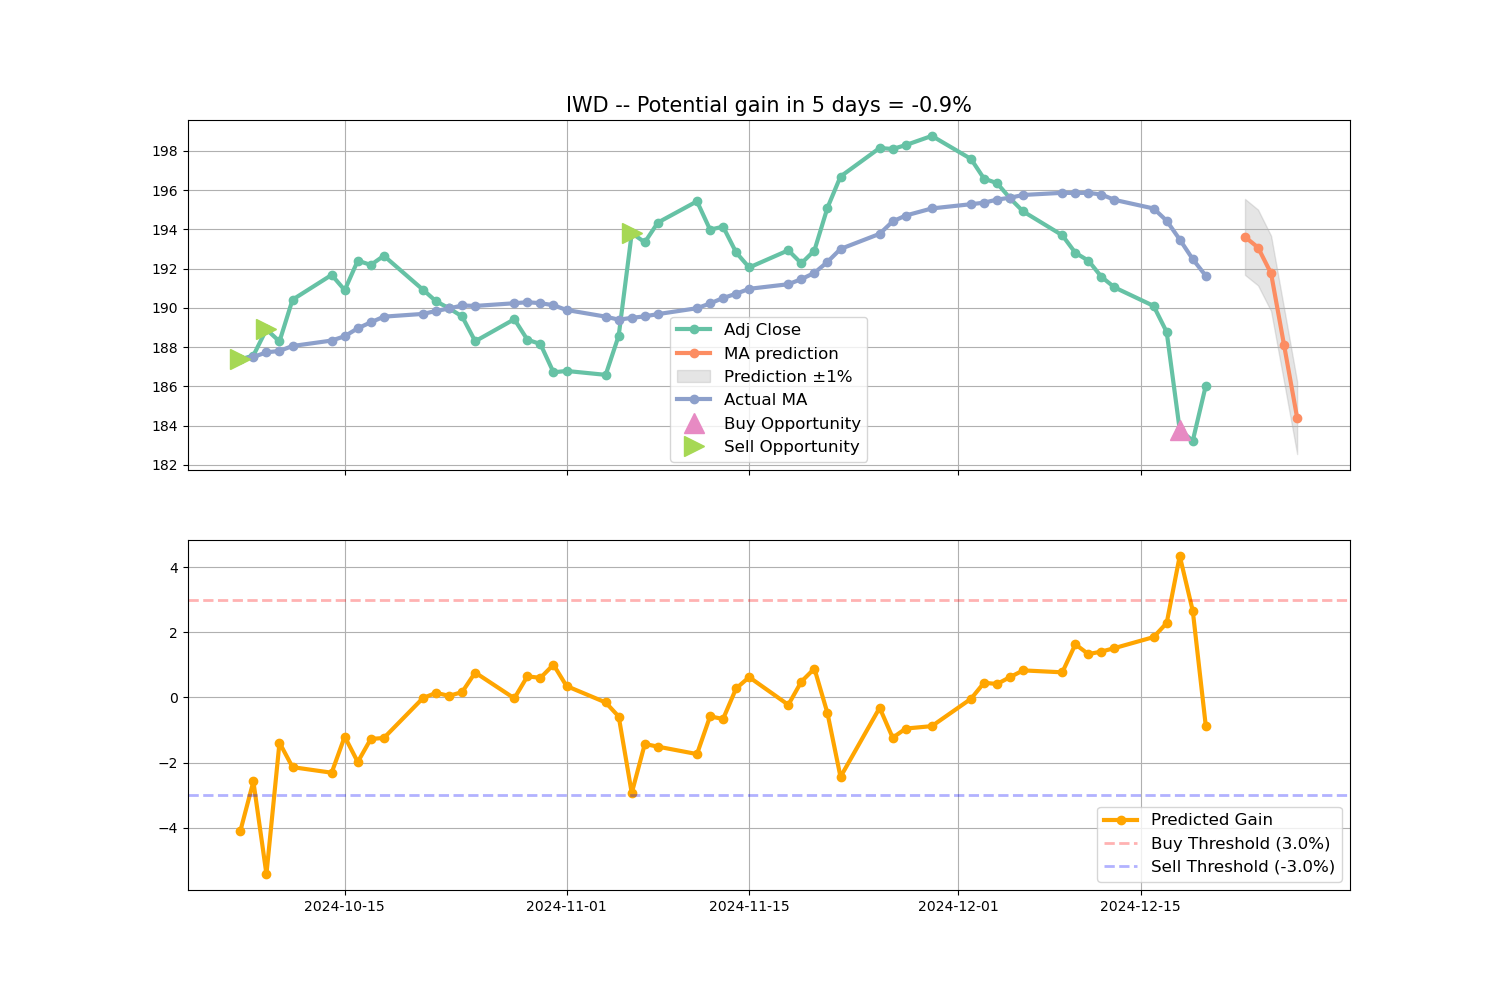 IWD -- Potential gain in 5 days = -0.9%
198
196
194
192
190
188
186
184
182
Adj Close
MA prediction
Prediction ±1%
Actual MA
Buy Opportunity
Sell Opportunity
4
2
0
−2
−4
Predicted Gain
Buy Threshold (3.0%)
Sell Threshold (-3.0%)
2024-10-15
2024-11-01
2024-11-15
2024-12-01
2024-12-15